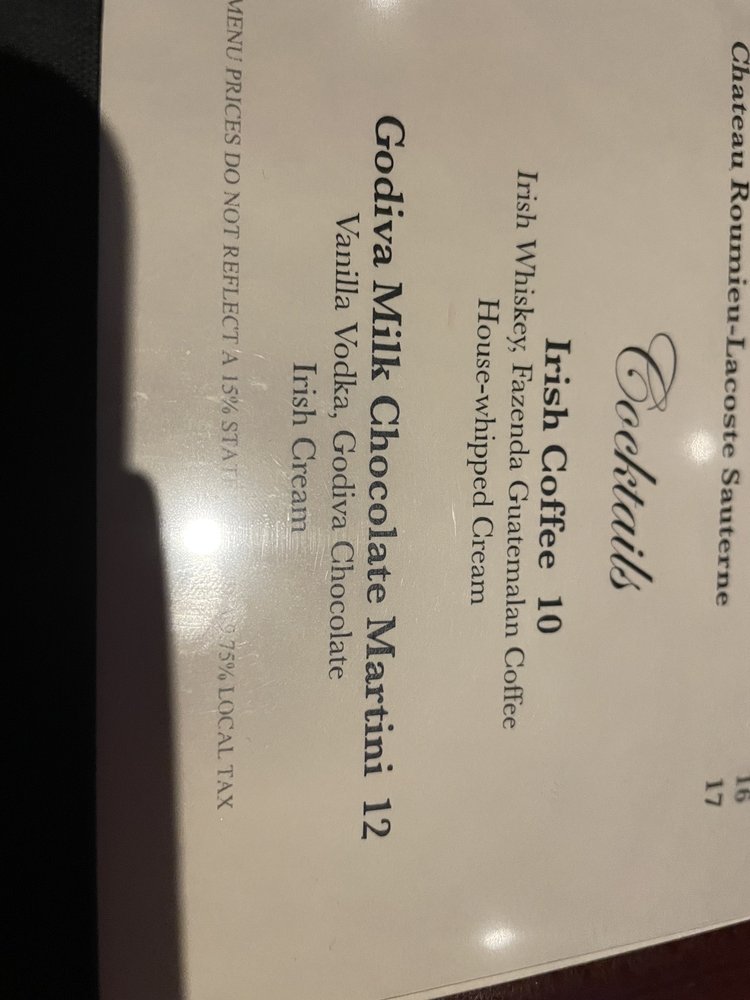 16
Chateau Roumieu-Lacoste Sauterne 17
Cocktails
Irish Coffee 10
Irish Whiskey, Fazenda Guatemalan Coffee
House-whipped Cream
Godiva Milk Chocolate Martini 12
Vanilla Vodka, Godiva Chocolate
Irish Cream
MENU PRICES DO NOT REFLECT A 15% STATE 9.75% LOCAL TAX